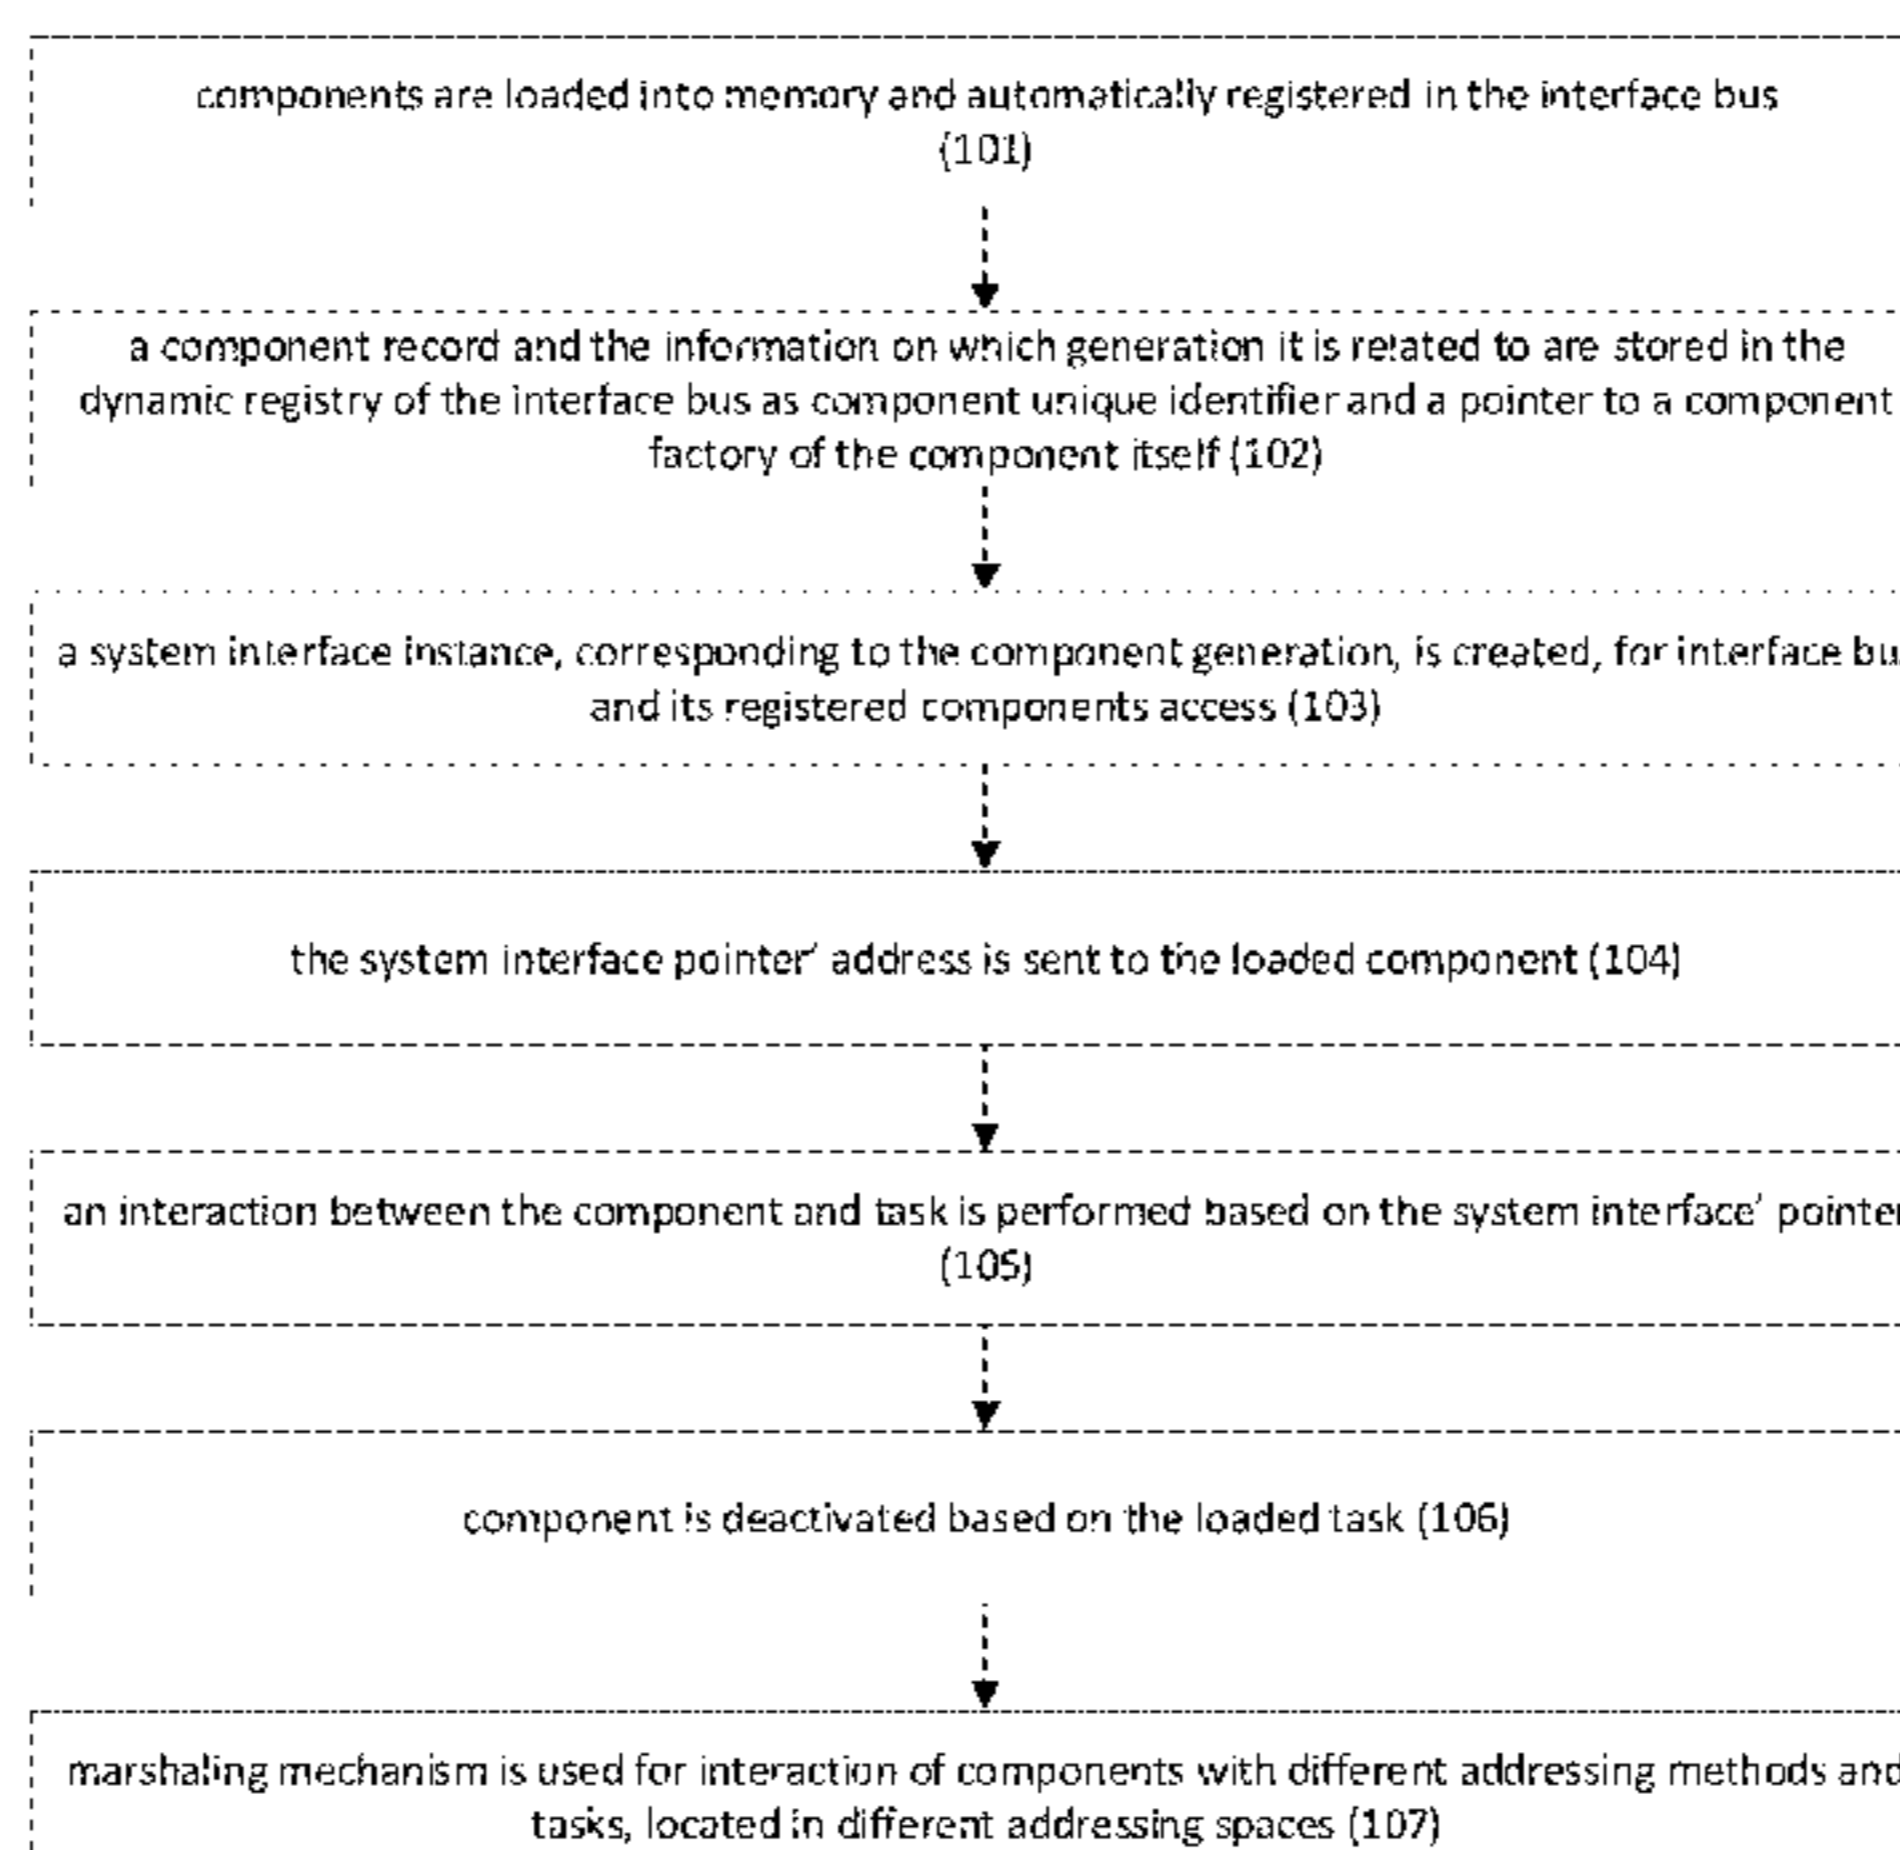 components are loaded into memory and automatically registered in the interface bus
(101)
a component record and the information on which generation it is related to are stored in the
dynamic registry of the interface bus as component unique identifier and a pointer to a component
factory of the component itself (102)
a system interface instance, corresponding to the component generation, is created, for interface bu
and its registered components access (103)
the system interface pointer' address is sent to the loaded component (104)
an interaction between the component and task is performed based on the system interface' pointer
(105)
component is deactivated based on the loaded task (106)
marshaling mechanism is used for interaction of components with different addressing methods and
tasks, located in different addressing spaces (107)